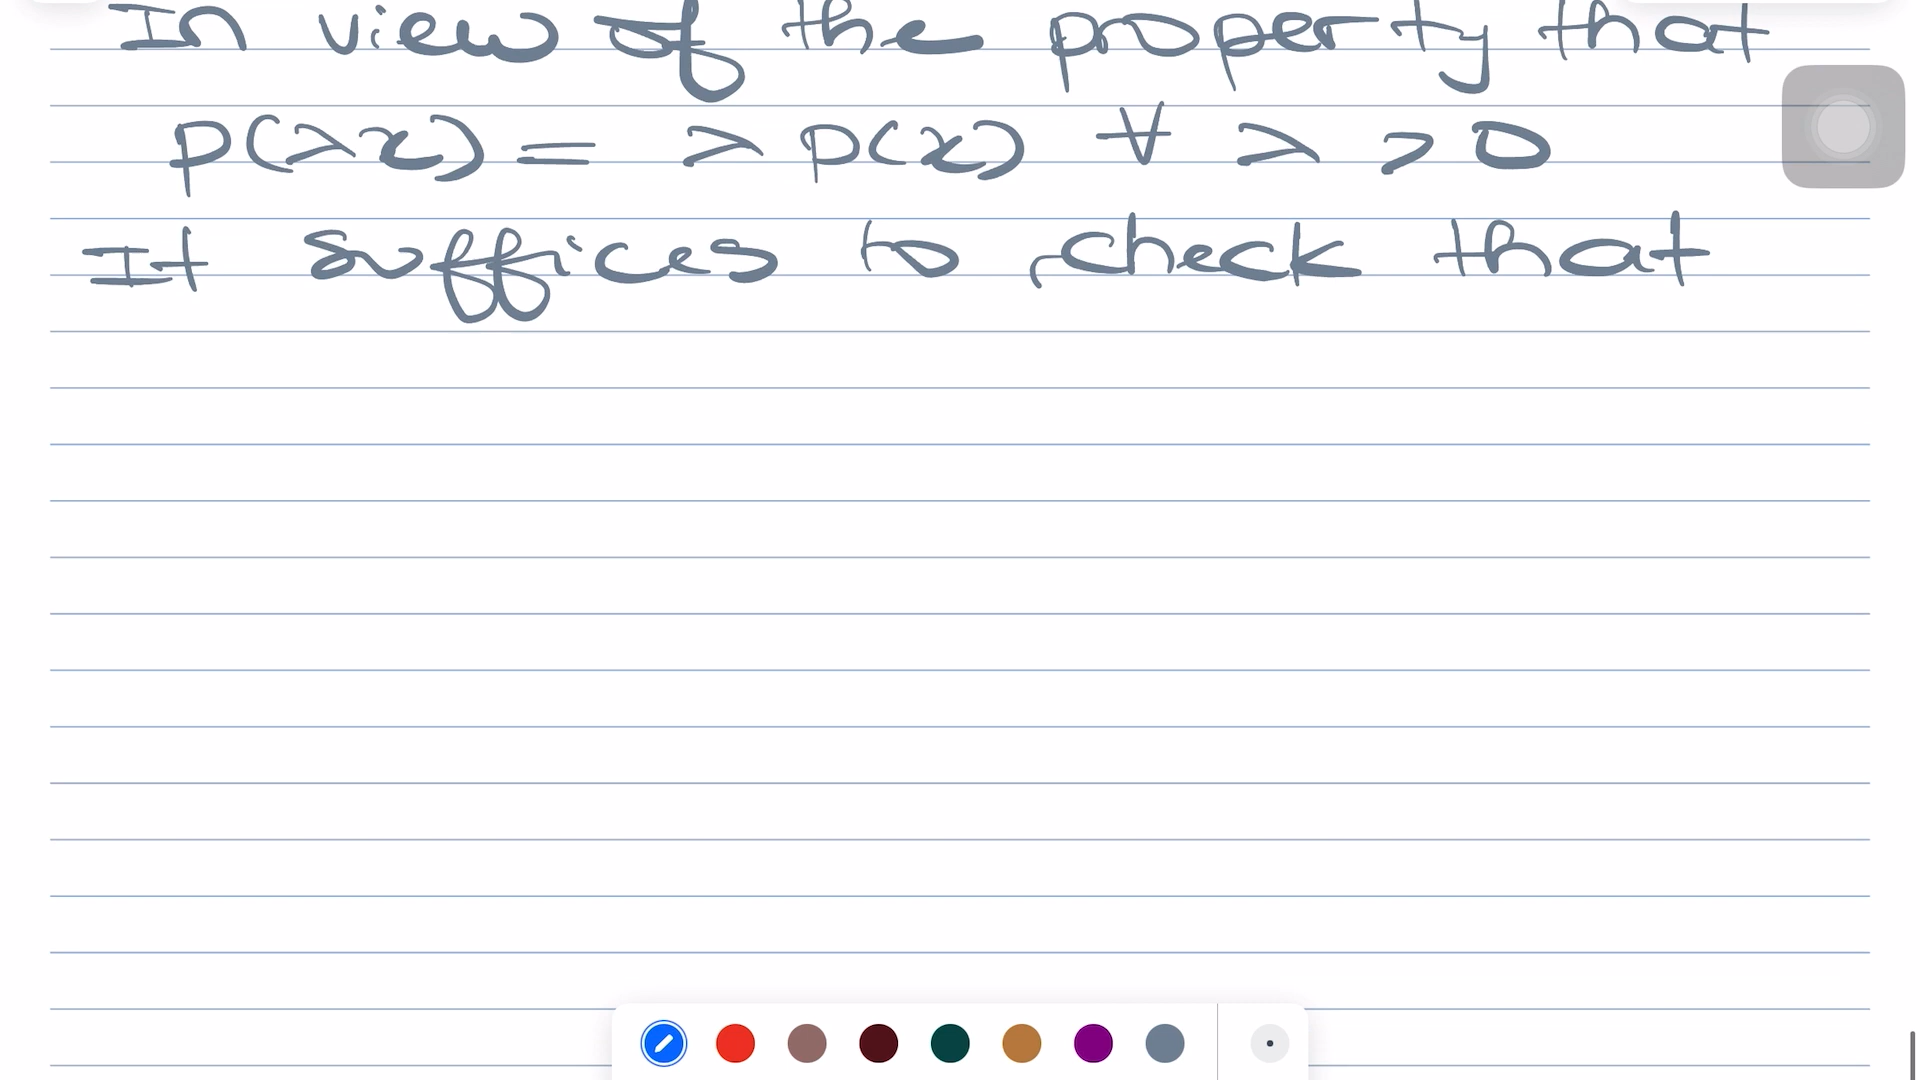 In view of the property that
p(λx) = λ p(x) ∀ λ > 0
It suffices to check that